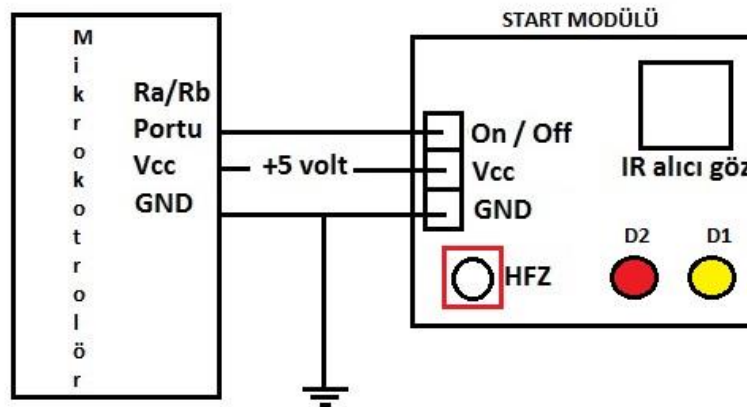 START MODÜLÜ
Mikrokotrolör
Ra/Rb
Portu
Vcc
GND
+5 volt
On / Off
Vcc
GND
IR alıcı göz
HFZ
D2
D1